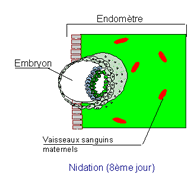 Endomètre
Embryon
Vaisseaux sanguins
maternels
Nidation (8ème jour)